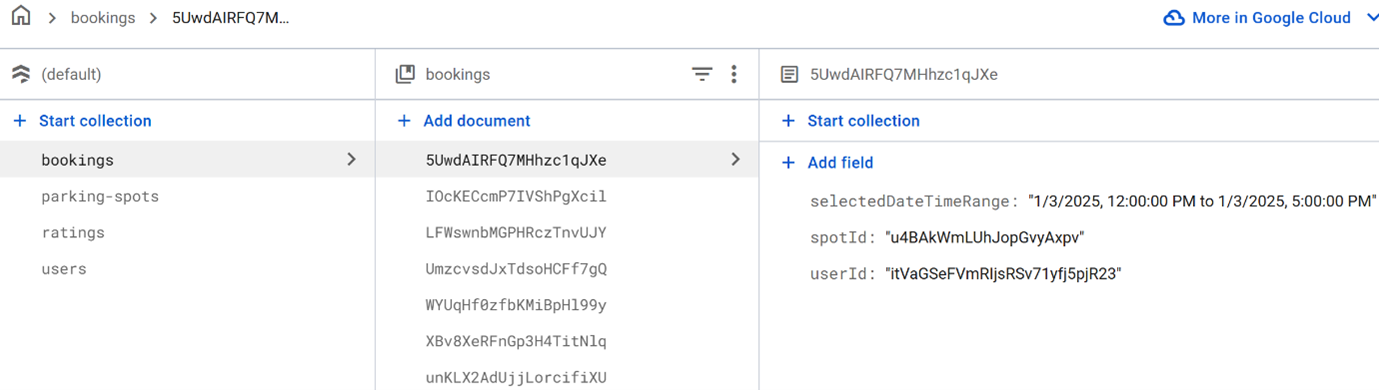 bookings > 5UwdAIRFQ7M...
More in Google Cloud
(default)
bookings
5UwdAIRFQ7MHhzc1qJXe
+ Start collection
+ Add document
+ Start collection
bookings
5UwdAIRFQ7MHhzc1qJXe
+ Add field
parking-spots
IOcKECcmP7IVShPgXcil
selectedDateTimeRange: "1/3/2025, 12:00:00 PM to 1/3/2025, 5:00:00 PM"
ratings
LFWswnbMGPHRczTnvUJY
spotId: "u4BAkWmLUhJopGvyAxpv"
users
UmzcvsdJxTdsoHCFf7gQ
userId: "itVaGSeFVmRIjsRSv71yfj5pjR23"
WYUqHf0zfbKMiBpHl99y
XBv8XeRFnGp3H4TitNlq
unKLX2AdUjjLorcifiXU